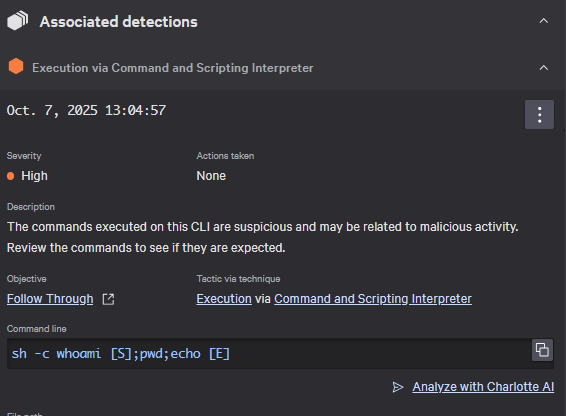 Associated detections
Execution via Command and Scripting Interpreter
Oct. 7, 2025 13:04:57
Severity
Actions taken
High
None
Description
The commands executed on this CLI are suspicious and may be related to malicious activity.
Review the commands to see if they are expected.
Objective
Tactic via technique
Follow Through
Execution via Command and Scripting Interpreter
Command line
sh -c whoami [S];pwd;echo [E]
Analyze with Charlotte AI
File path